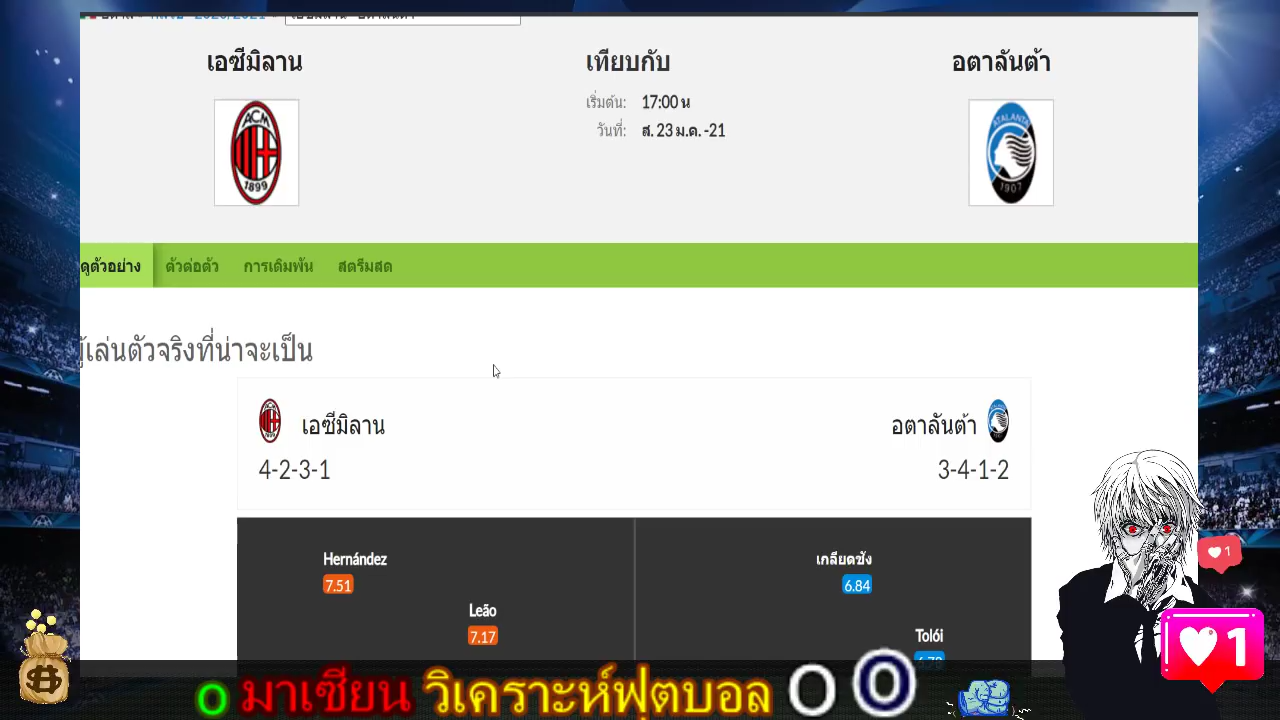 เอซีมิลาน
เทียบกับ
อตาลันต้า
เริ่มต้น: 17:00 น
วันที่: ส. 23 ม.ค. -21
ACM
1899
ATALANTA
1907
ดูตัวอย่าง ตัวต่อตัว การเดิมพัน สตรีมสด
ผู้เล่นตัวจริงที่น่าจะเป็น
เอซีมิลาน
อตาลันต้า
4-2-3-1
3-4-1-2
Hernández
เกลียดชัง
7.51
6.84
Leão
Tolói
7.17
1
1
o มาเซียน วิเคราะห์ฟุตบอล O O